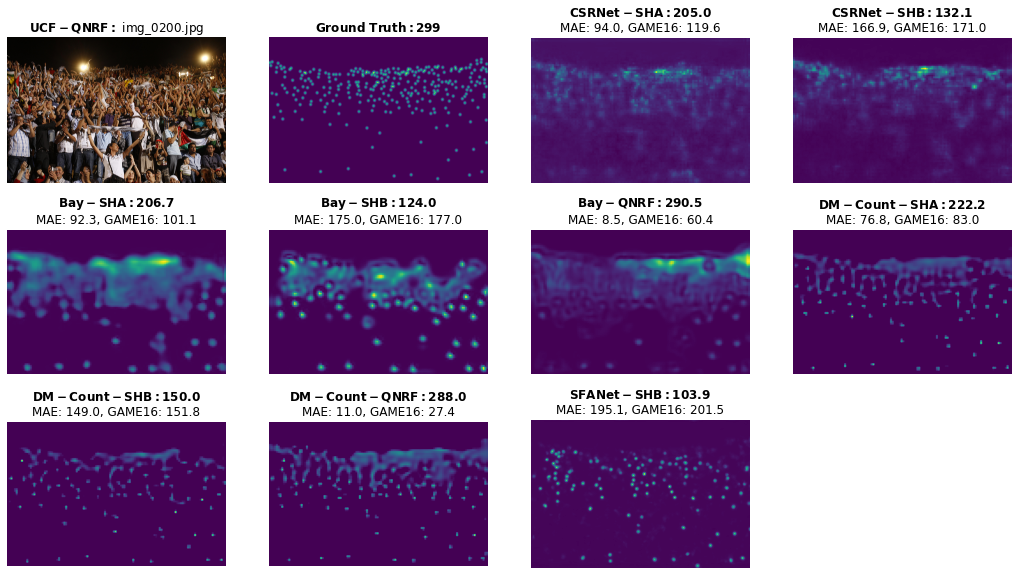 UCF − QNRF : img_0200.jpg
Ground Truth : 299
CSRNet − SHA : 205.0
MAE: 94.0, GAME16: 119.6
CSRNet − SHB : 132.1
MAE: 166.9, GAME16: 171.0
Bay − SHA : 206.7
MAE: 92.3, GAME16: 101.1
Bay − SHB : 124.0
MAE: 175.0, GAME16: 177.0
Bay − QNRF : 290.5
MAE: 8.5, GAME16: 60.4
DM − Count − SHA : 222.2
MAE: 76.8, GAME16: 83.0
DM − Count − SHB : 150.0
MAE: 149.0, GAME16: 151.8
DM − Count − QNRF : 288.0
MAE: 11.0, GAME16: 27.4
SFANet − SHB : 103.9
MAE: 195.1, GAME16: 201.5